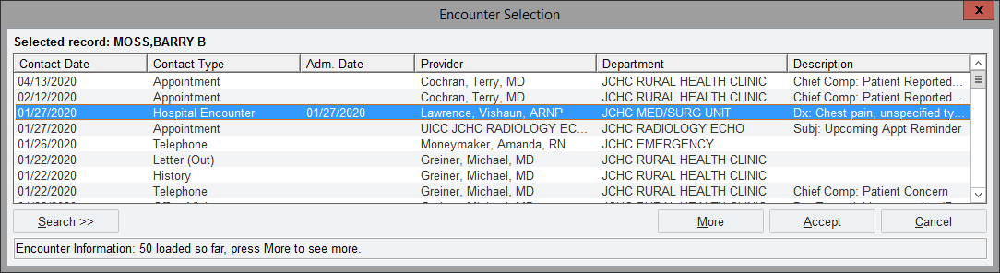 Encounter Selection
x
Selected record: MOSS,BARRY B
Contact Date Contact Type Adm. Date Provider Department Description
04/13/2020 Appointment Cochran, Terry, MD JCHC RURAL HEALTH CLINIC Chief Comp: Patient Reported...
02/12/2020 Appointment Cochran, Terry, MD JCHC RURAL HEALTH CLINIC Chief Comp: Patient Reported...
01/27/2020 Hospital Encounter 01/27/2020 Lawrence, Vishaun, ARNP JCHC MED/SURG UNIT Dx: Chest pain, unspecified ty...
01/27/2020 Appointment UICC JCHC RADIOLOGY EC... JCHC RADIOLOGY ECHO Subj: Upcoming Appt Reminder
01/26/2020 Telephone Moneymaker, Amanda, RN JCHC EMERGENCY
01/22/2020 Letter (Out) Greiner, Michael, MD JCHC RURAL HEALTH CLINIC
01/22/2020 History Greiner, Michael, MD JCHC RURAL HEALTH CLINIC
01/22/2020 Telephone Greiner, Michael, MD JCHC RURAL HEALTH CLINIC Chief Comp: Patient Concern
Search >> More Accept Cancel
Encounter Information: 50 loaded so far, press More to see more.